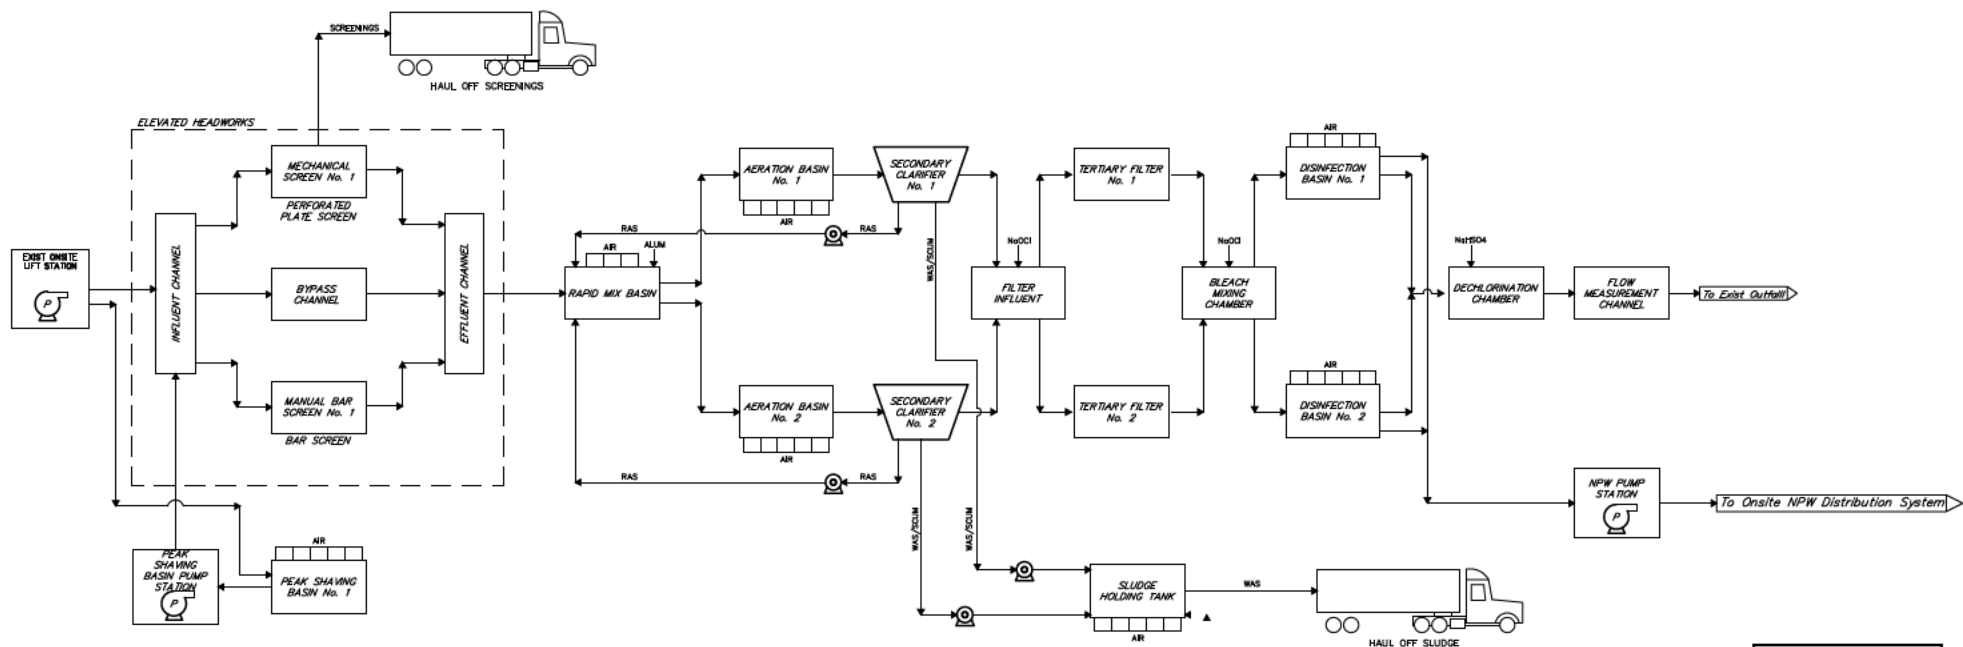 SCREENINGS
HAUL OFF SCREENINGS
ELEVATED HEADWORKS
MECHANICAL
SCREEN No. 1
PERFORATED
PLATE SCREEN
EXIST ONSITE
LIFT STATION
P
INFLUENT CHANNEL
BYPASS
CHANNEL
EFFLUENT CHANNEL
MANUAL BAR
SCREEN No. 1
BAR SCREEN
PEAK
SHAVING
BASIN PUMP
STATION
P
AIR
PEAK SHAVING
BASIN No. 1
RAS
RAS
AIR
ALUM
RAPID MIX BASIN
RAS
RAS
AERATION BASIN
No. 1
AIR
AERATION BASIN
No. 2
AIR
SECONDARY
CLARIFIER
No. 1
WAS/SCUM
SECONDARY
CLARIFIER
No. 2
WAS/SCUM
WAS/SCUM
NaOCl
FILTER
INFLUENT
TERTIARY FILTER
No. 1
TERTIARY FILTER
No. 2
NaOCl
BLEACH
MIXING
CHAMBER
AIR
DISINFECTION
BASIN No. 1
AIR
DISINFECTION
BASIN No. 2
NaHSO4
DECHLORINATION
CHAMBER
FLOW
MEASUREMENT
CHANNEL
To Exist Outfalll
NPW PUMP
STATION
P
To Onsite NPW Distribution System
SLUDGE
HOLDING TANK
AIR
WAS
HAUL OFF SLUDGE